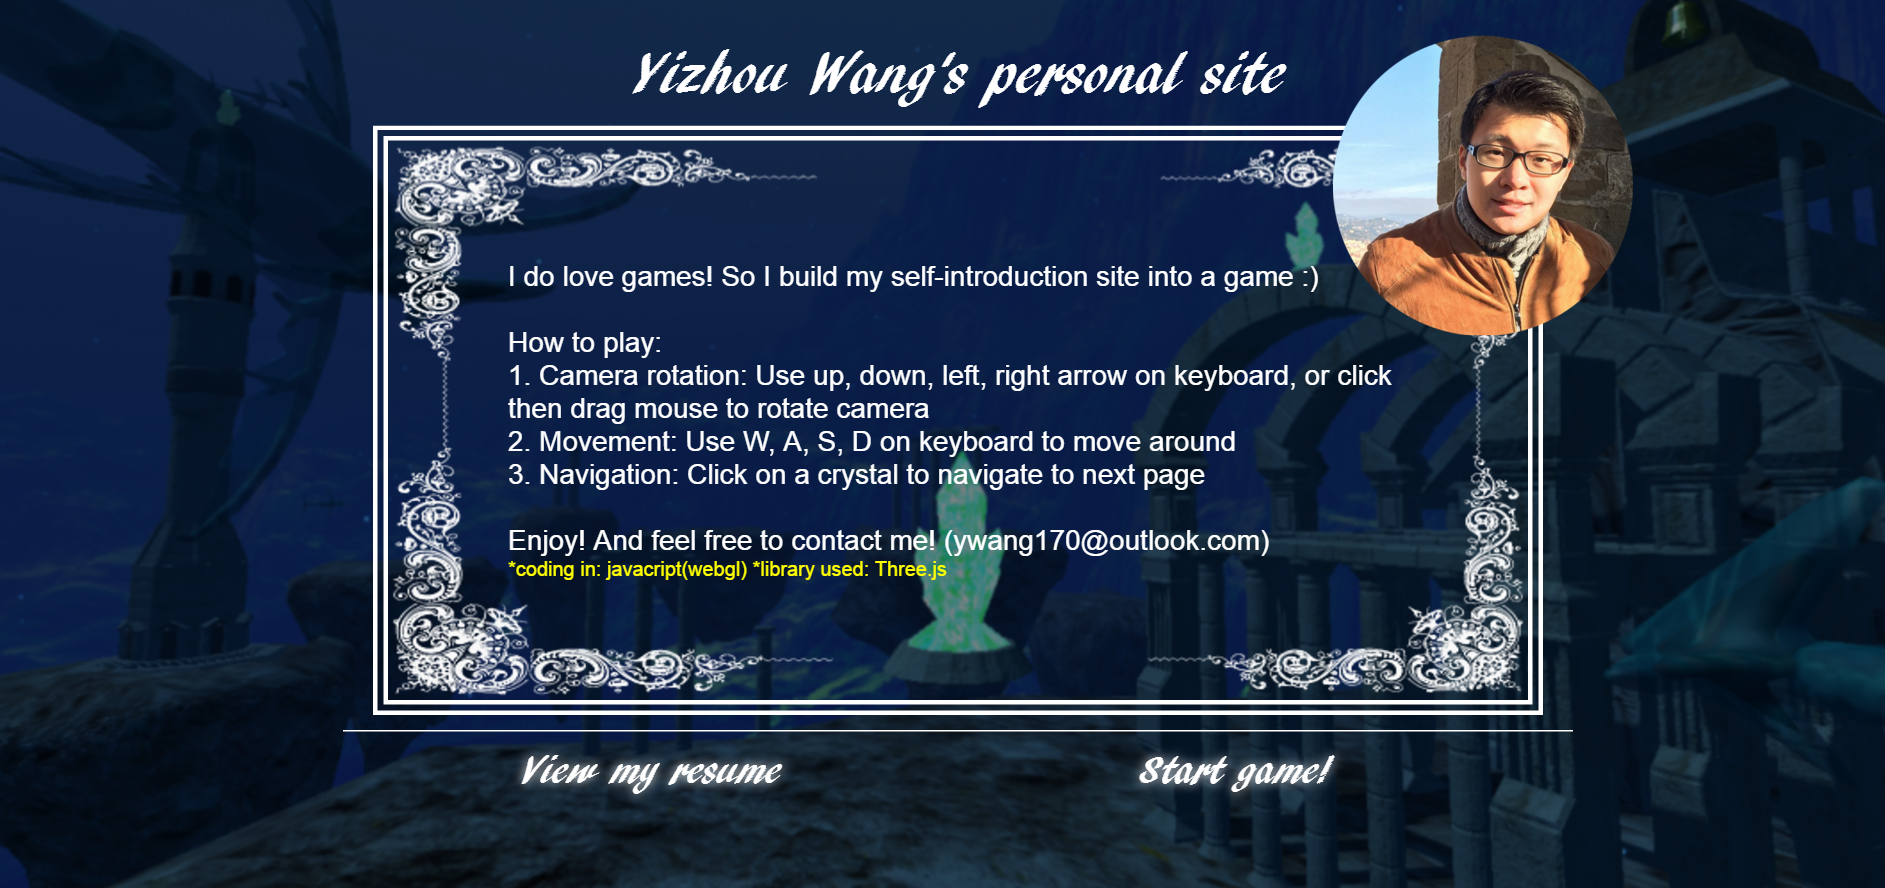 Yizhou Wang's personal site
I do love games! So I build my self-introduction site into a game :)
How to play:
1. Camera rotation: Use up, down, left, right arrow on keyboard, or click
then drag mouse to rotate camera
2. Movement: Use W, A, S, D on keyboard to move around
3. Navigation: Click on a crystal to navigate to next page
Enjoy! And feel free to contact me! (ywang170@outlook.com)
*coding in: javacript(webgl) *library used: Three.js
View my resume
Start game!